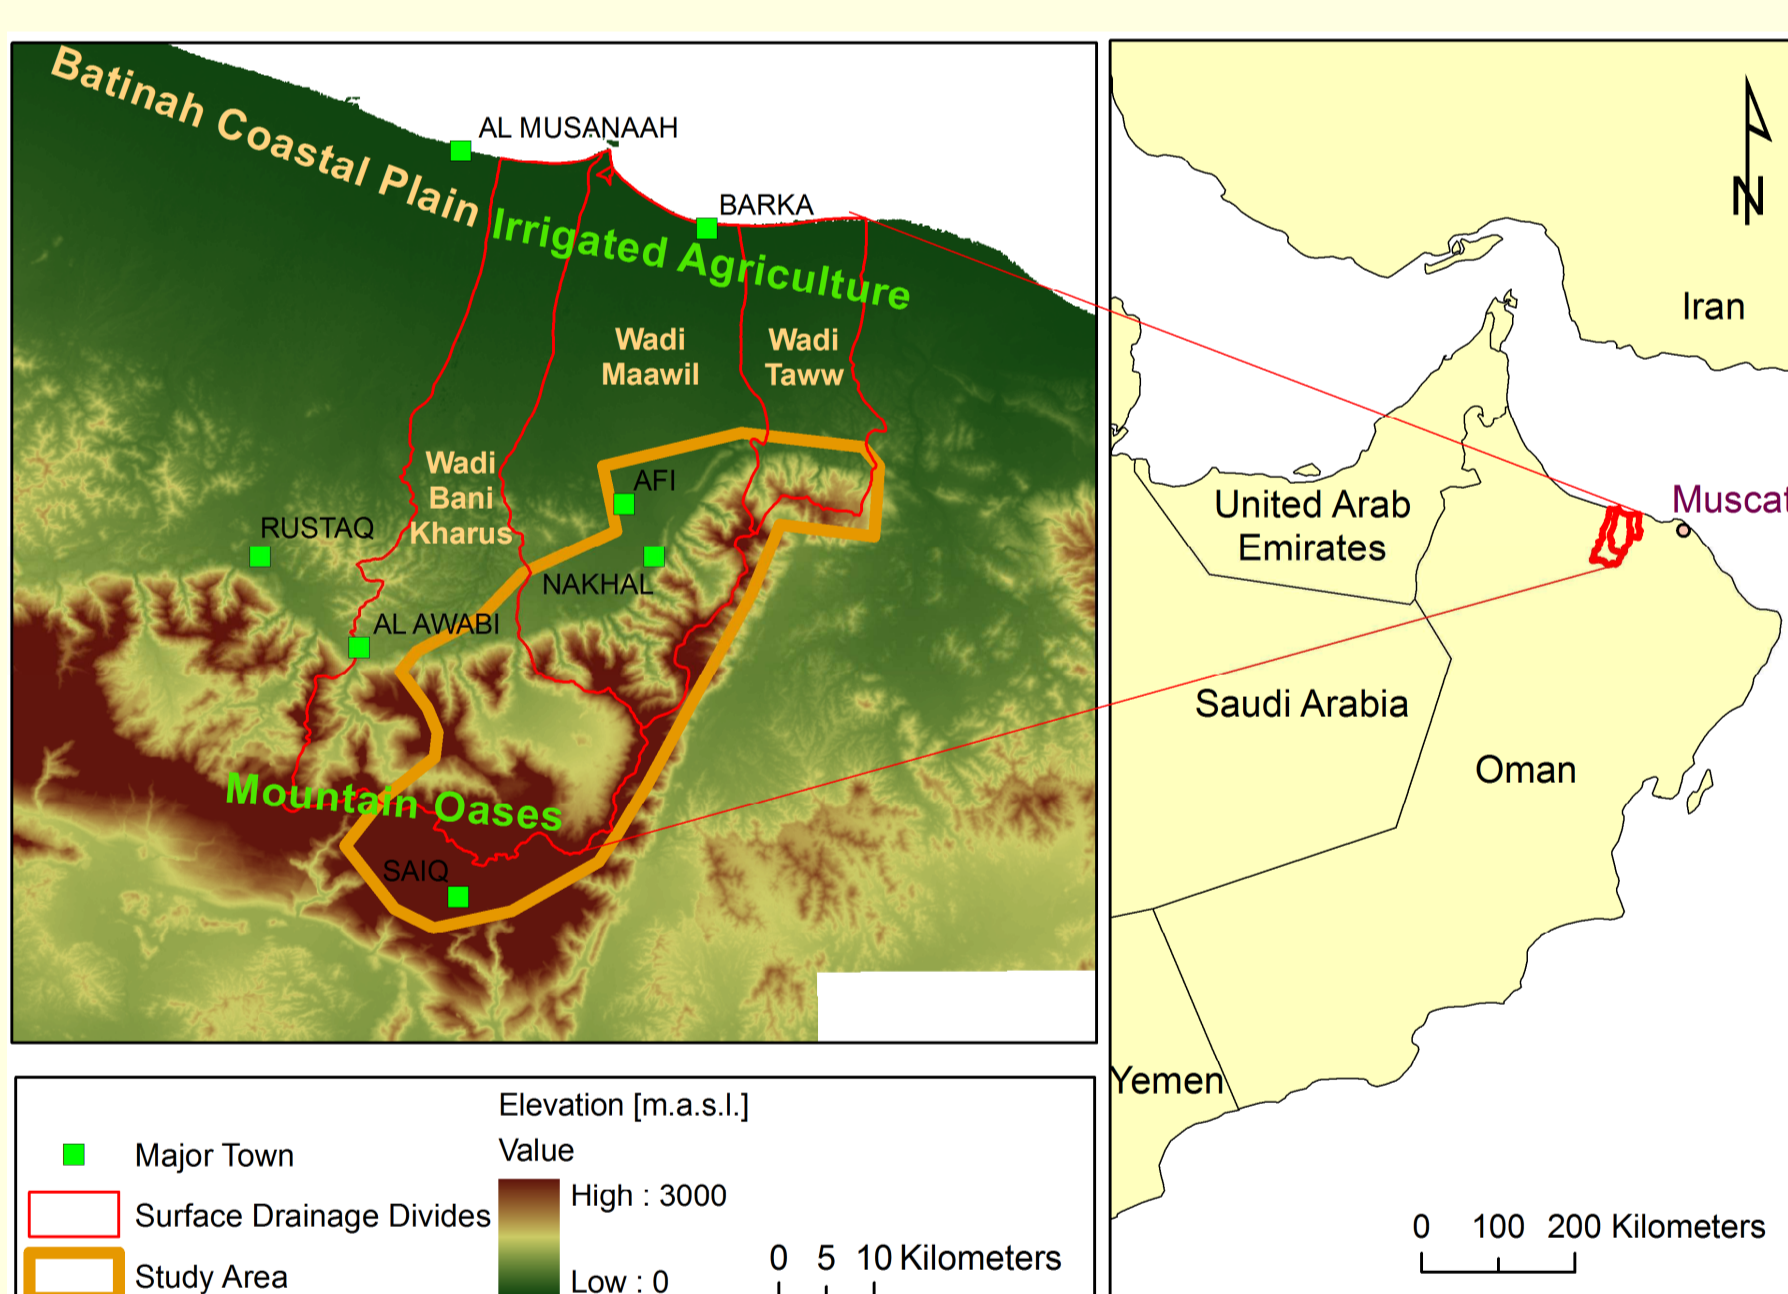 Batinah Coastal Plain
AL MUSANAAH
BARKA
Irrigated Agriculture
Wadi
Maawil
Wadi
Taww
Wadi
Bani
Kharus
AFI
RUSTAQ
NAKHAL
AL AWABI
Mountain Oases
SAIQ
N
Iran
United Arab
Emirates
Muscat
Saudi Arabia
Oman
Yemen
0 100 200 Kilometers
Elevation [m.a.s.l.]
Value
High : 3000
Low : 0
Major Town
Surface Drainage Divides
Study Area
0 5 10 Kilometers